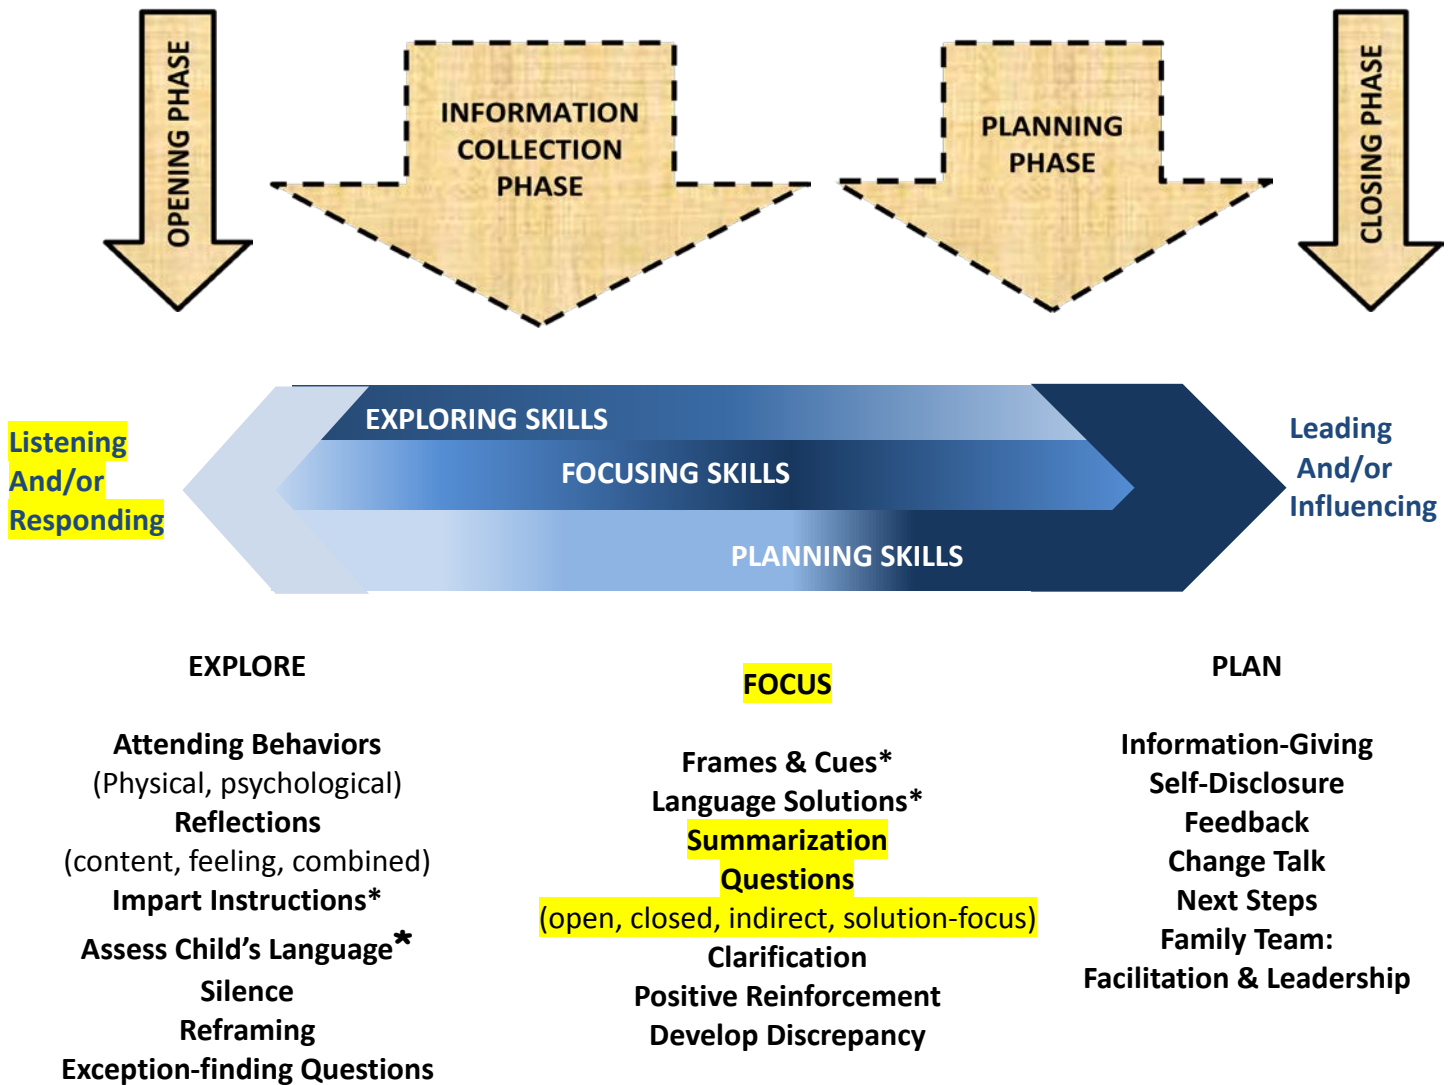 OPENING PHASE
INFORMATION
COLLECTION
PHASE
PLANNING
PHASE
CLOSING PHASE
Listening
And/or
Responding
EXPLORING SKILLS
FOCUSING SKILLS
PLANNING SKILLS
Leading
And/or
Influencing
EXPLORE
Attending Behaviors
(Physical, psychological)
Reflections
(content, feeling, combined)
Impart Instructions*
Assess Child's Language*
Silence
Reframing
Exception-finding Questions
FOCUS
Frames & Cues*
Language Solutions*
Summarization
Questions
(open, closed, indirect, solution-focus)
Clarification
Positive Reinforcement
Develop Discrepancy
PLAN
Information-Giving
Self-Disclosure
Feedback
Change Talk
Next Steps
Family Team:
Facilitation & Leadership